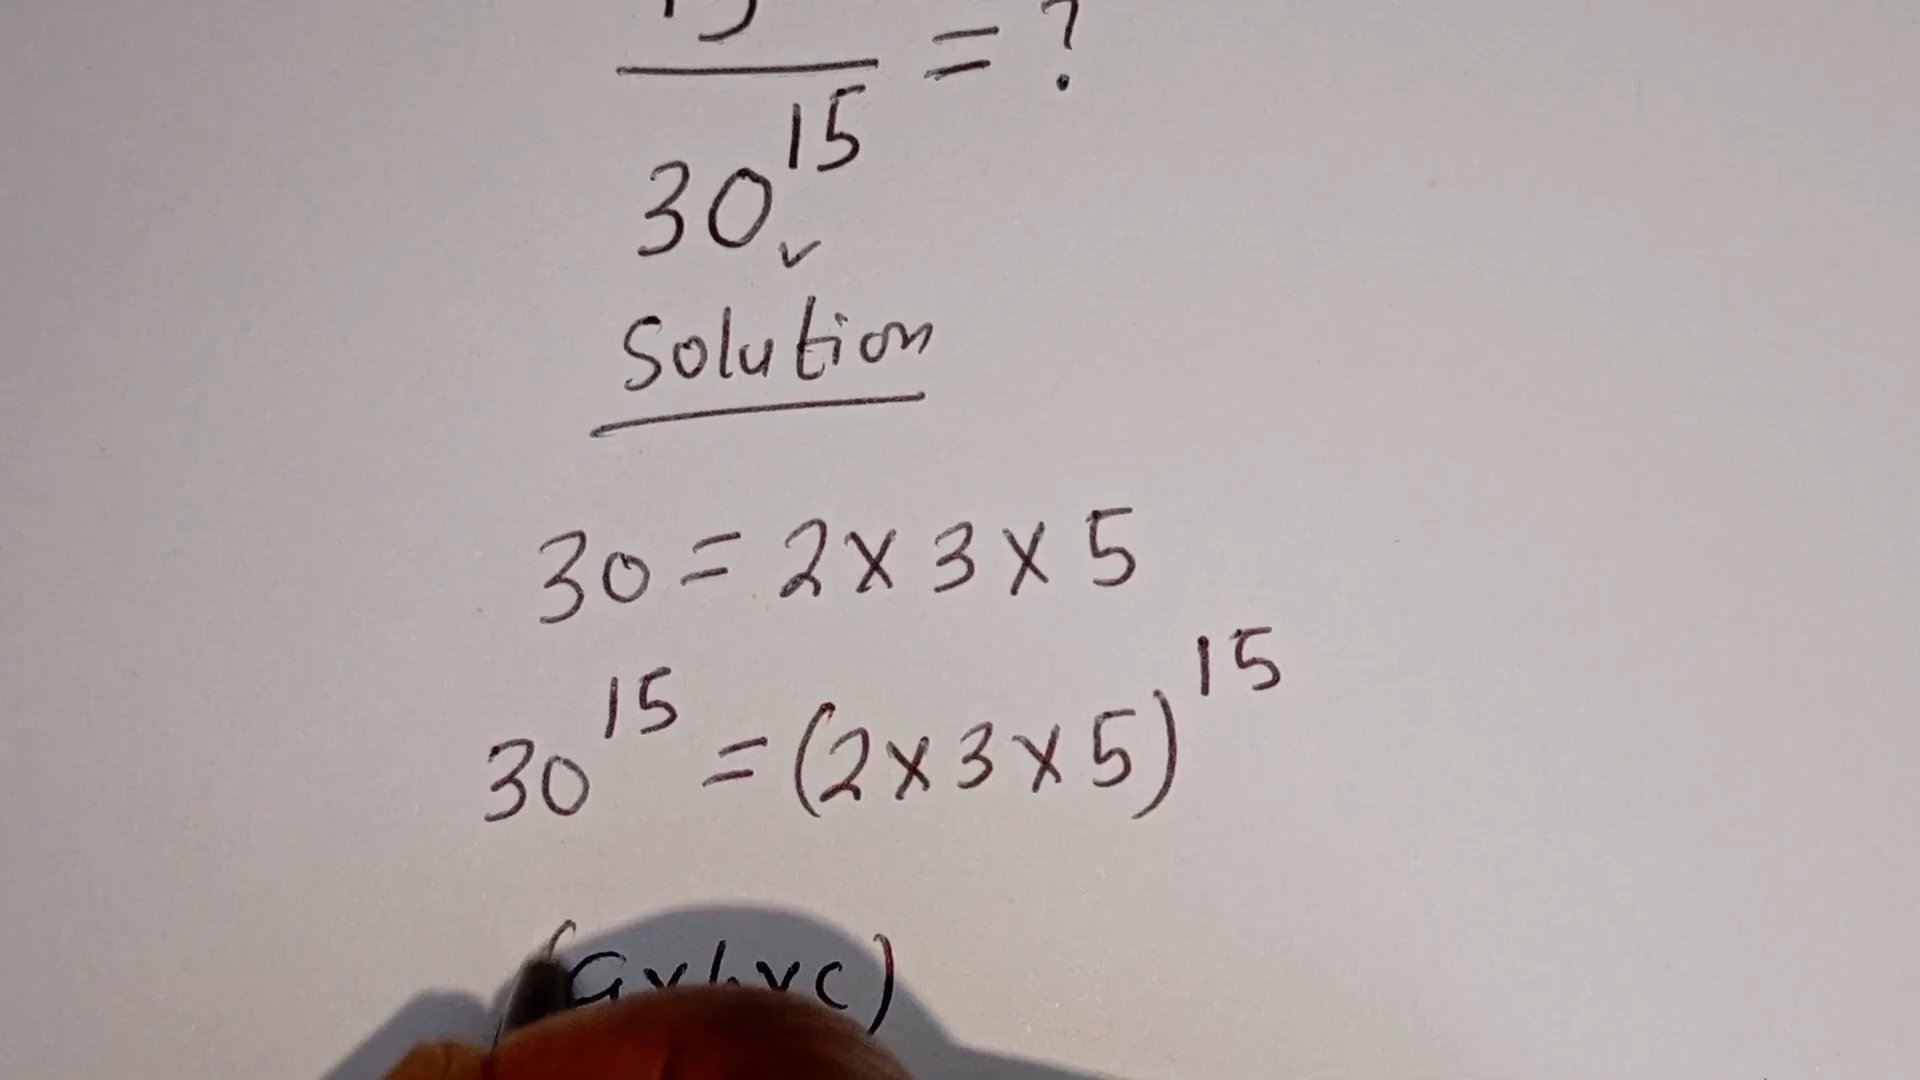 = ?
30^15
Solution
30 = 2 x 3 x 5
30^15 = (2 x 3 x 5)^15
(a x b x c)